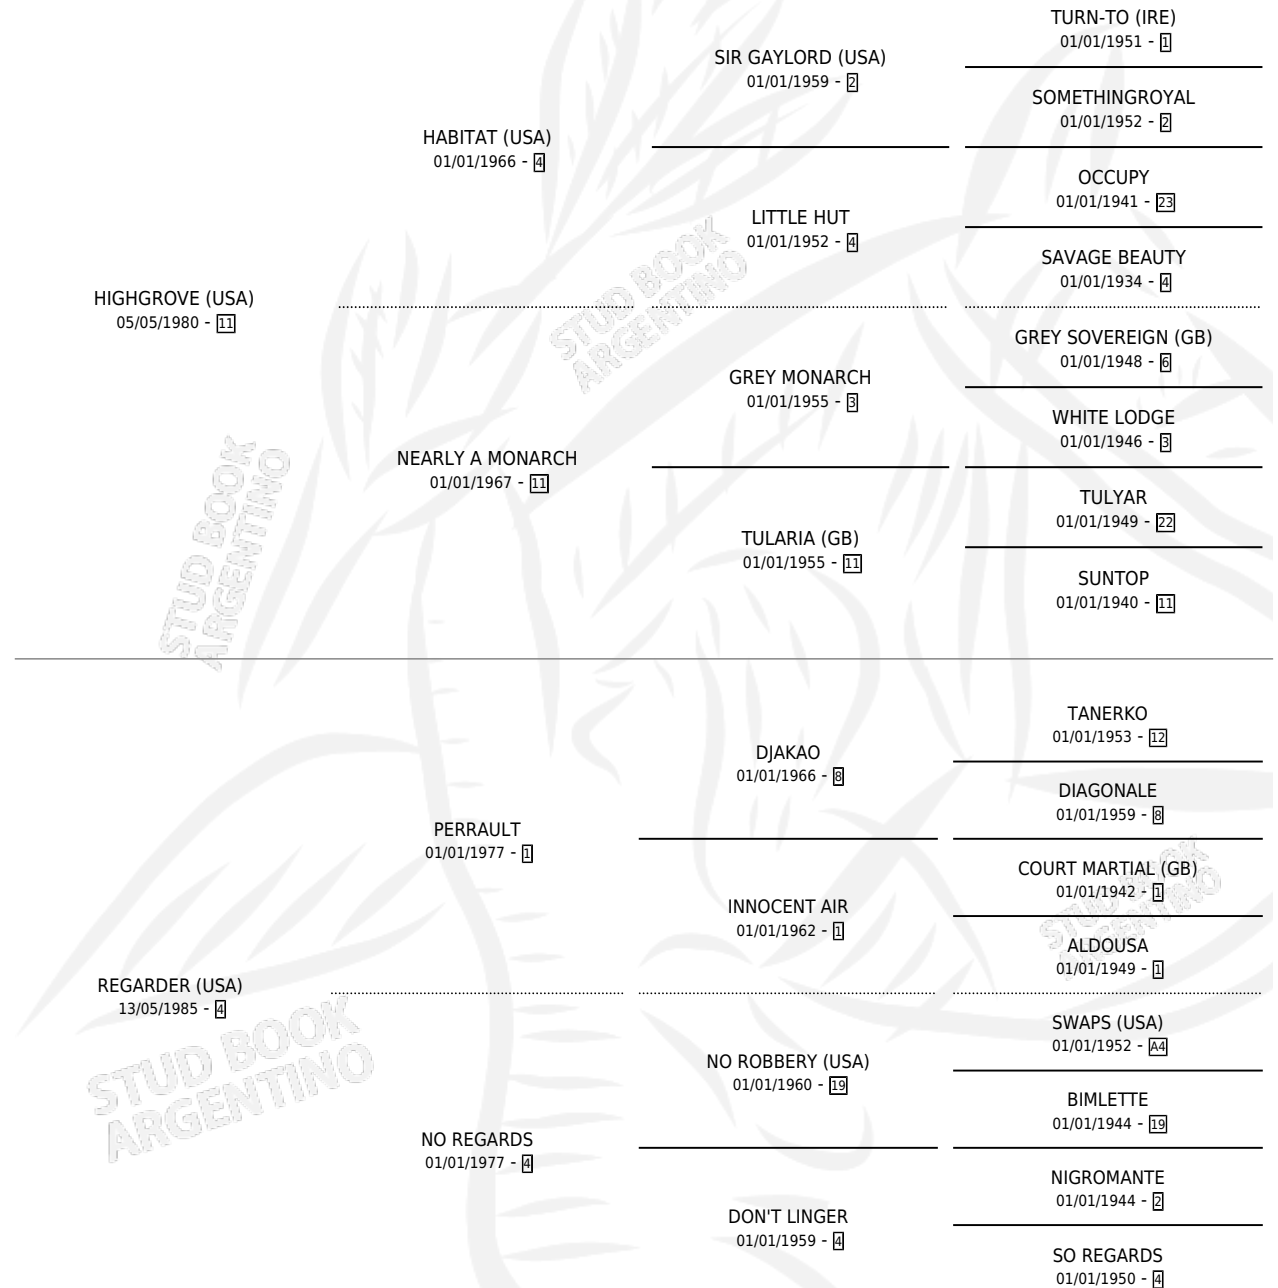 TURN-TO (IRE)
01/01/1951 - 1
SIR GAYLORD (USA)
01/01/1959 - 2
SOMETHINGROYAL
01/01/1952 - 2
HABITAT (USA)
01/01/1966 - 4
OCCUPY
01/01/1941 - 23
LITTLE HUT
01/01/1952 - 4
SAVAGE BEAUTY
01/01/1934 - 4
HIGHGROVE (USA)
05/05/1980 - 11
GREY SOVEREIGN (GB)
01/01/1948 - 6
GREY MONARCH
01/01/1955 - 3
WHITE LODGE
01/01/1946 - 3
NEARLY A MONARCH
01/01/1967 - 11
TULYAR
01/01/1949 - 22
TULARIA (GB)
01/01/1955 - 11
SUNTOP
01/01/1940 - 11
TANERKO
01/01/1953 - 12
DJAKAO
01/01/1966 - 8
DIAGONALE
01/01/1959 - 8
PERRAULT
01/01/1977 - 1
COURT MARTIAL (GB)
01/01/1942 - 1
INNOCENT AIR
01/01/1962 - 1
ALDOUSA
01/01/1949 - 1
REGARDER (USA)
13/05/1985 - 4
SWAPS (USA)
01/01/1952 - A4
NO ROBBERY (USA)
01/01/1960 - 19
BIMLETTE
01/01/1944 - 19
NO REGARDS
01/01/1977 - 4
NIGROMANTE
01/01/1944 - 2
DON'T LINGER
01/01/1959 - 4
SO REGARDS
01/01/1950 - 4
STUD BOOK
ARGENTINO
STUD BOOK
ARGENTINO
STUD BOOK
ARGENTINO
STUD BOOK
ARGENTINO